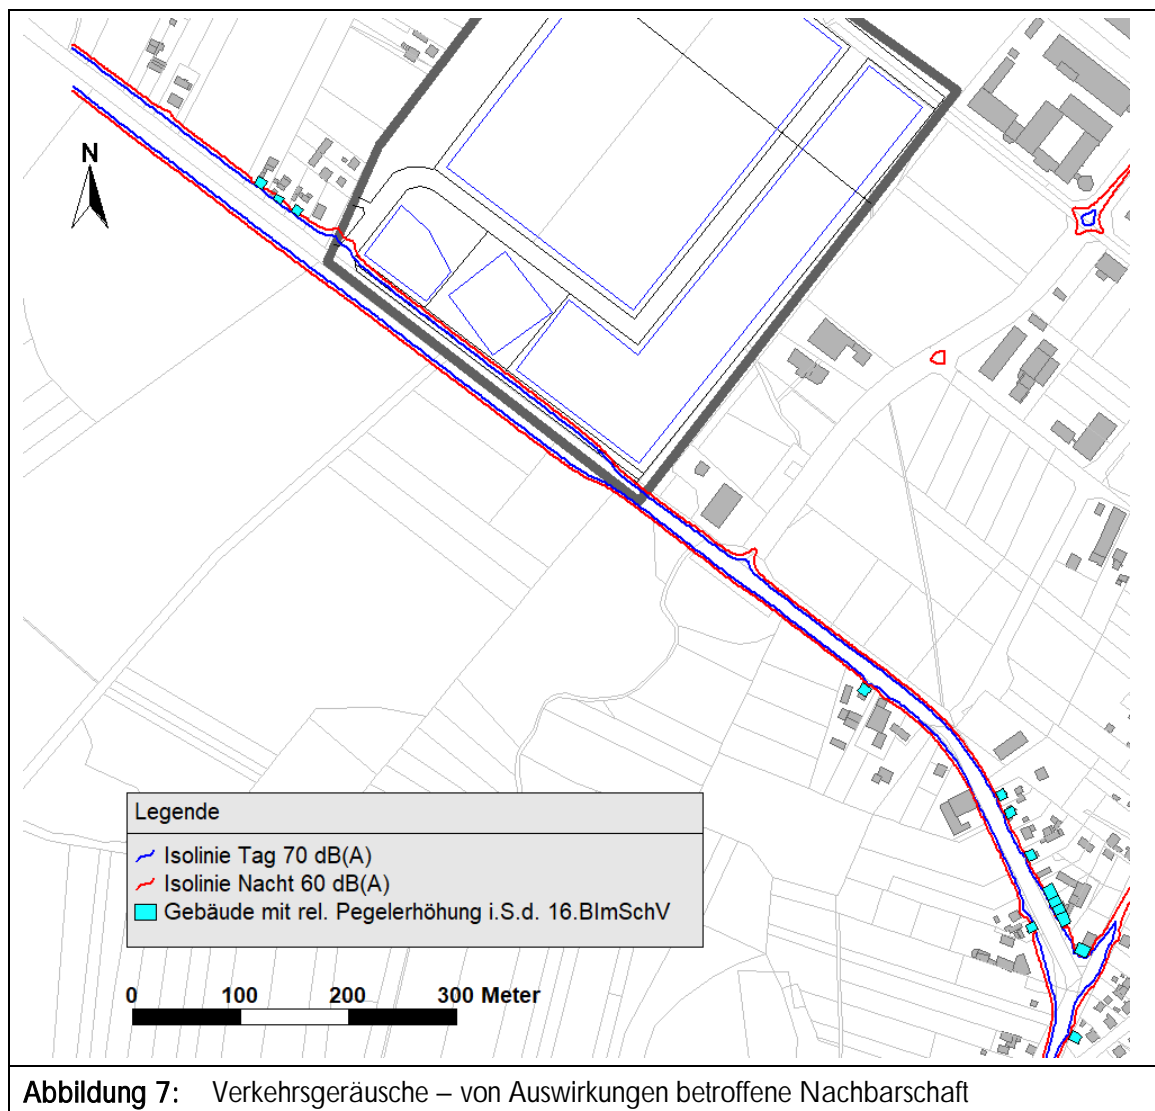 N
Legende
Isolinie Tag 70 dB(A)
Isolinie Nacht 60 dB(A)
Gebäude mit rel. Pegelerhöhung i.S.d. 16.BImSchV
0 100 200 300 Meter
Abbildung 7: Verkehrsgeräusche – von Auswirkungen betroffene Nachbarschaft